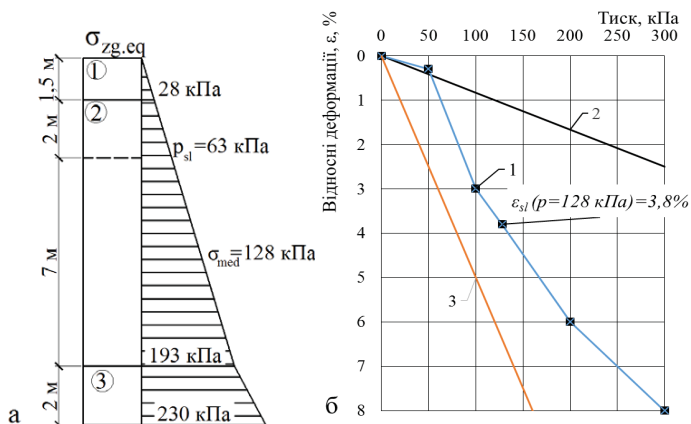 σzg.eq
1
1,5 м
28 кПа
2
2 м
psl=63 кПа
7 м
σmed=128 кПа
193 кПа
3
2 м
230 кПа
а
Тиск, кПа
0 50 100 150 200 250 300
Відносні деформації, ε, %
0
1
2
3
4
5
6
7
8
2
1
εsl (p=128 кПа)=3,8%
3
б